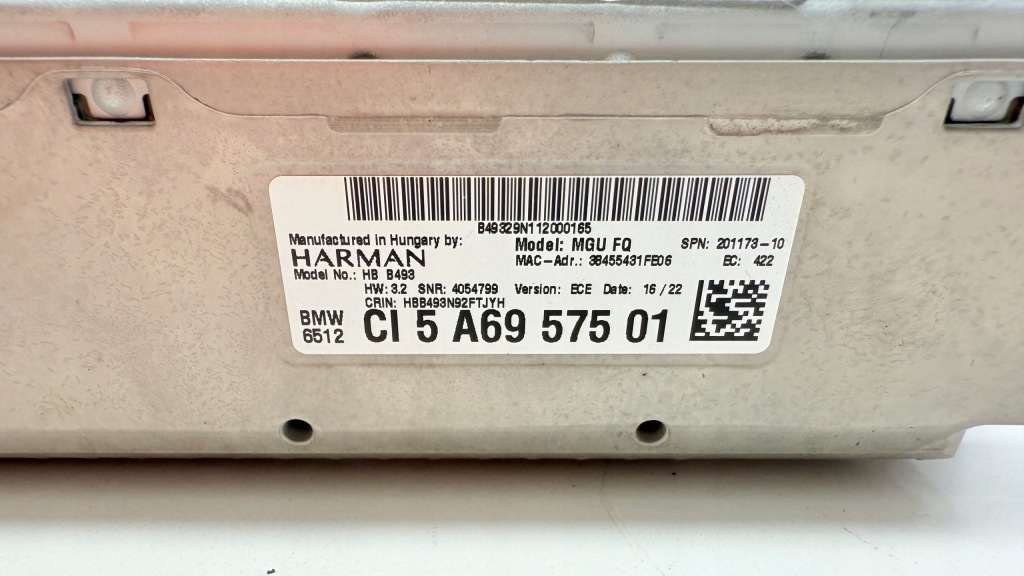 B49329N112000165
Manufactured in Hungary by: Model: MGU FQ SPN: 201173-10
HARMAN MAC-Adr.: 38455431FE06 EC: 422
Model No.: HB B493
HW: 3.2 SNR: 4054799 Version: ECE Date: 16/22
CRIN: HBB493N92FTJYH
BMW
6512 CI 5 A69 575 01